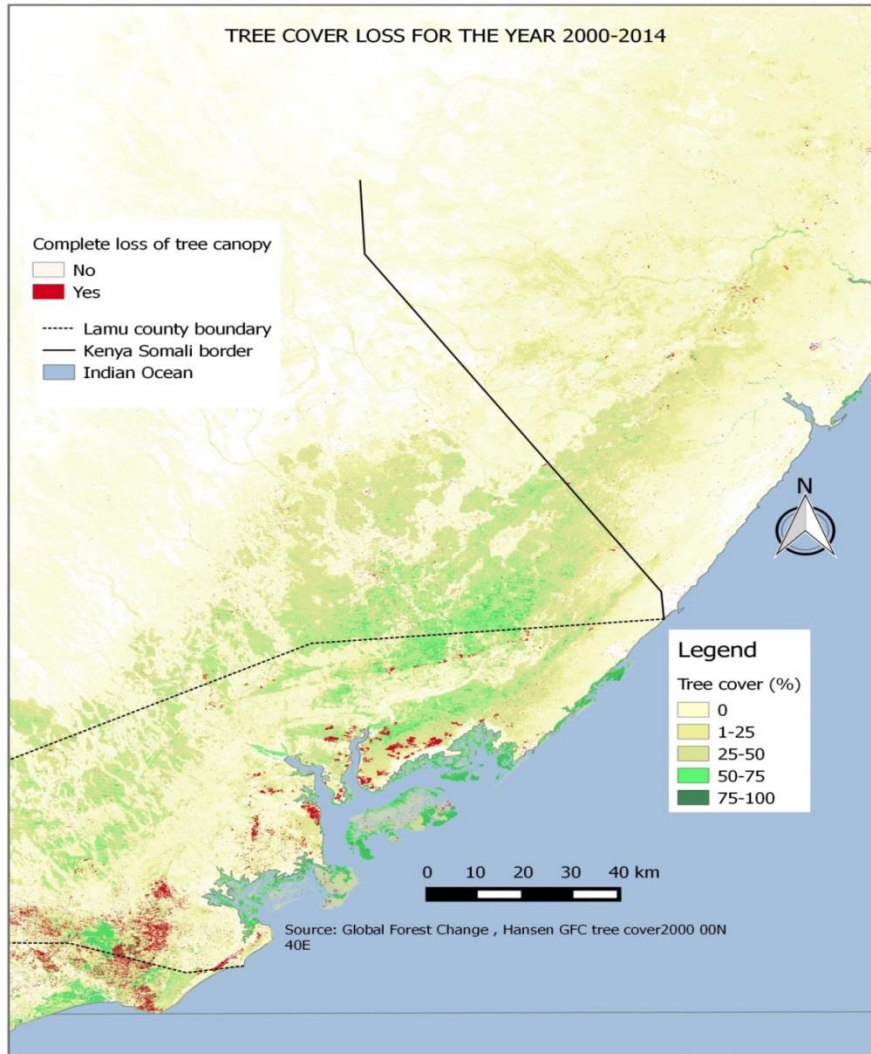 TREE COVER LOSS FOR THE YEAR 2000-2014
Complete loss of tree canopy
No
Yes
Lamu county boundary
Kenya Somali border
Indian Ocean
N
Legend
Tree cover (%)
0
1-25
25-50
50-75
75-100
0 10 20 30 40 km
Source: Global Forest Change , Hansen GFC tree cover2000 00N
40E